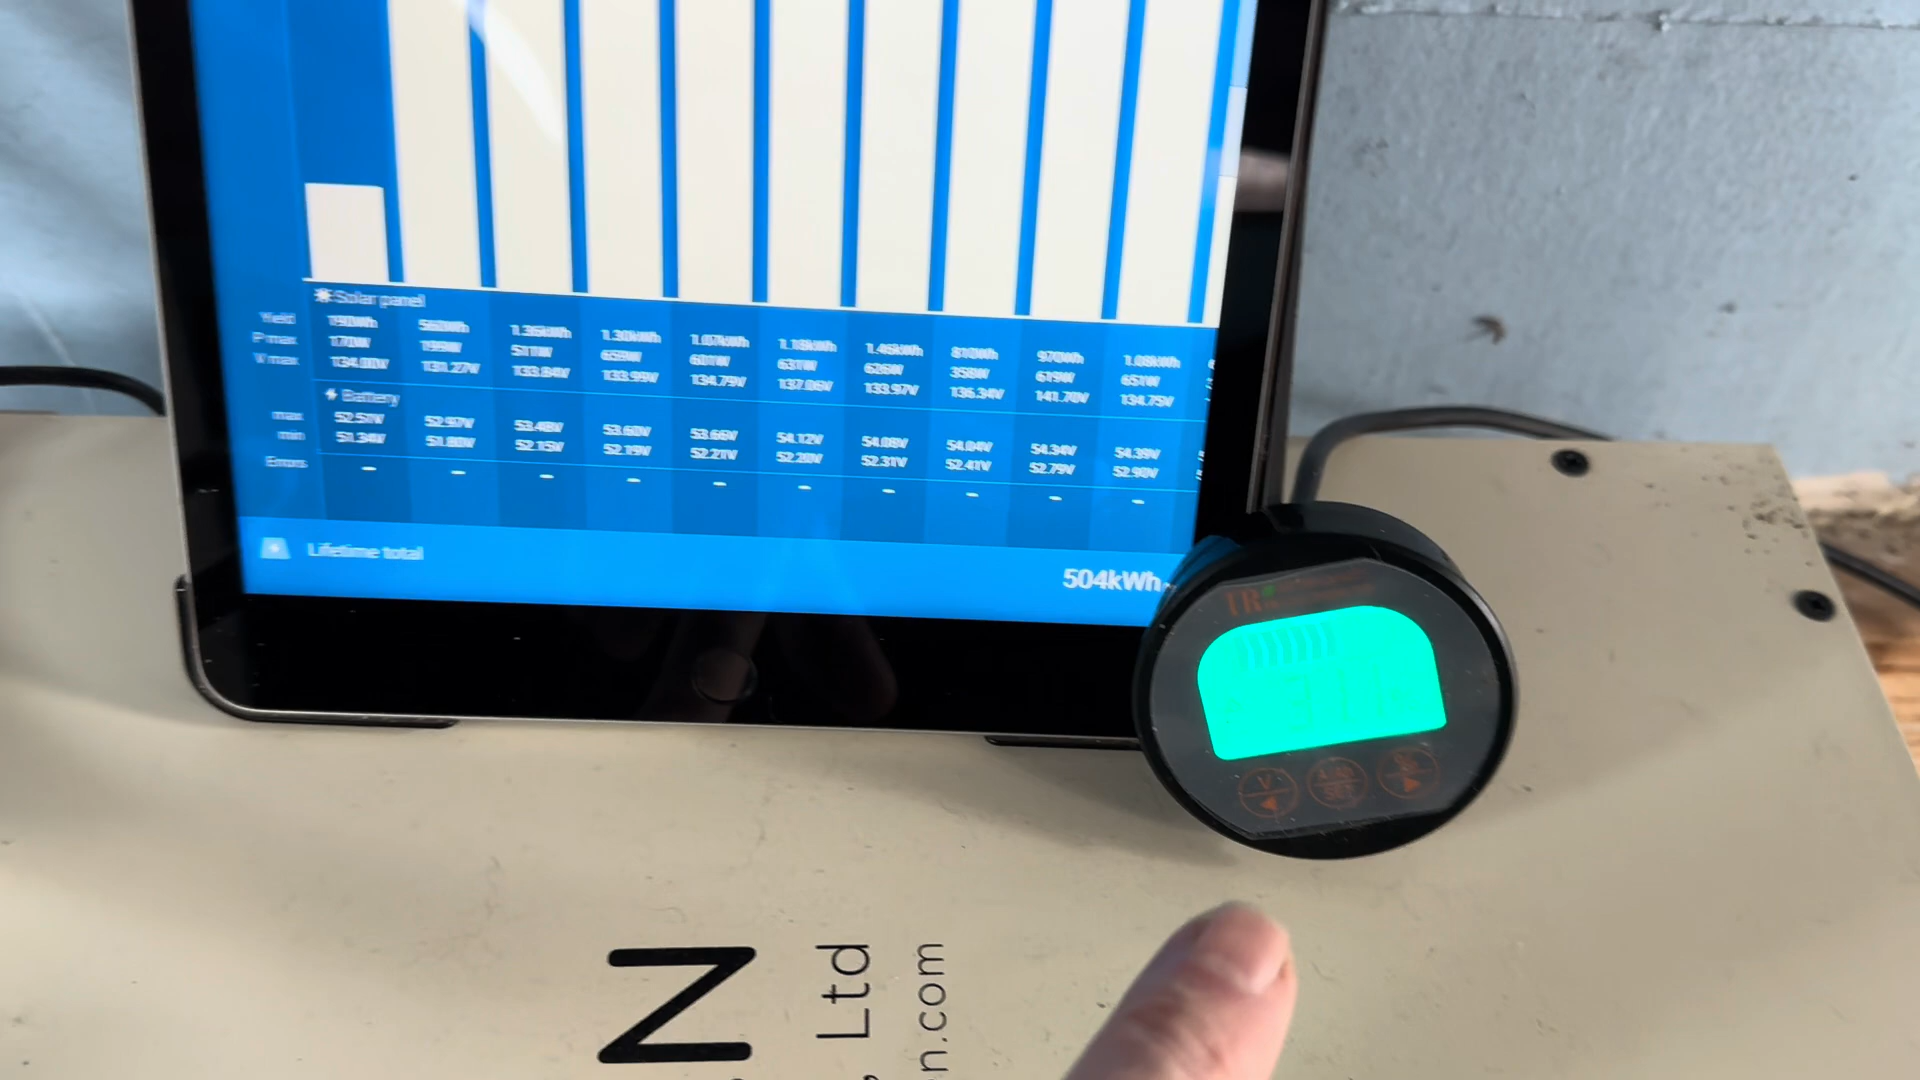 Solar panel
Yield 190Wh 560Wh 1.36kWh 1.30kWh 1.07kWh 1.18kWh 1.46kWh 810Wh 970Wh 1.08kWh
P max 170W 199W 511W 659W 601W 631W 626W 358W 619W 651W
V max 134.00V 131.27V 133.84V 133.99V 134.79V 137.06V 133.97V 136.34V 141.70V 134.75V
Battery
max 52.57V 52.97V 53.48V 53.60V 53.66V 54.12V 54.08V 54.04V 54.34V 54.39V
min 51.34V 51.80V 52.15V 52.19V 52.21V 52.20V 52.31V 52.41V 52.79V 52.90V
Errors - - - - - - - - - -
Lifetime total
504kWh
V
N
Ltd
n.com